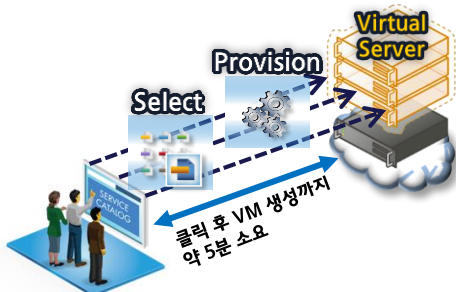 Virtual
Server
Provision
Select
SERVICE
CATALOG
클릭 후 VM 생성까지
약 5분 소요